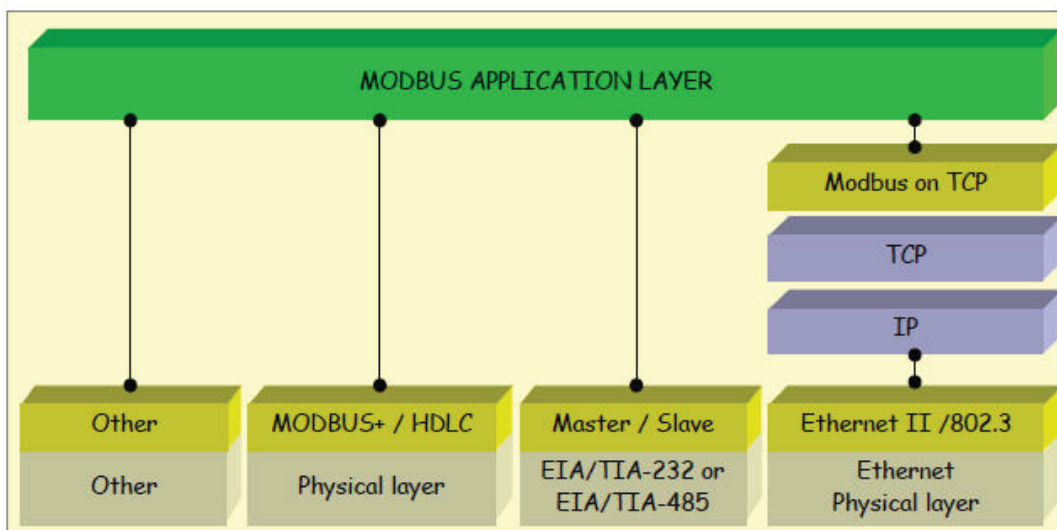 MODBUS APPLICATION LAYER
Modbus on TCP
TCP
IP
Other
MODBUS+ / HDLC
Master / Slave
Ethernet II /802.3
Other
Physical layer
EIA/TIA-232 or
EIA/TIA-485
Ethernet
Physical layer